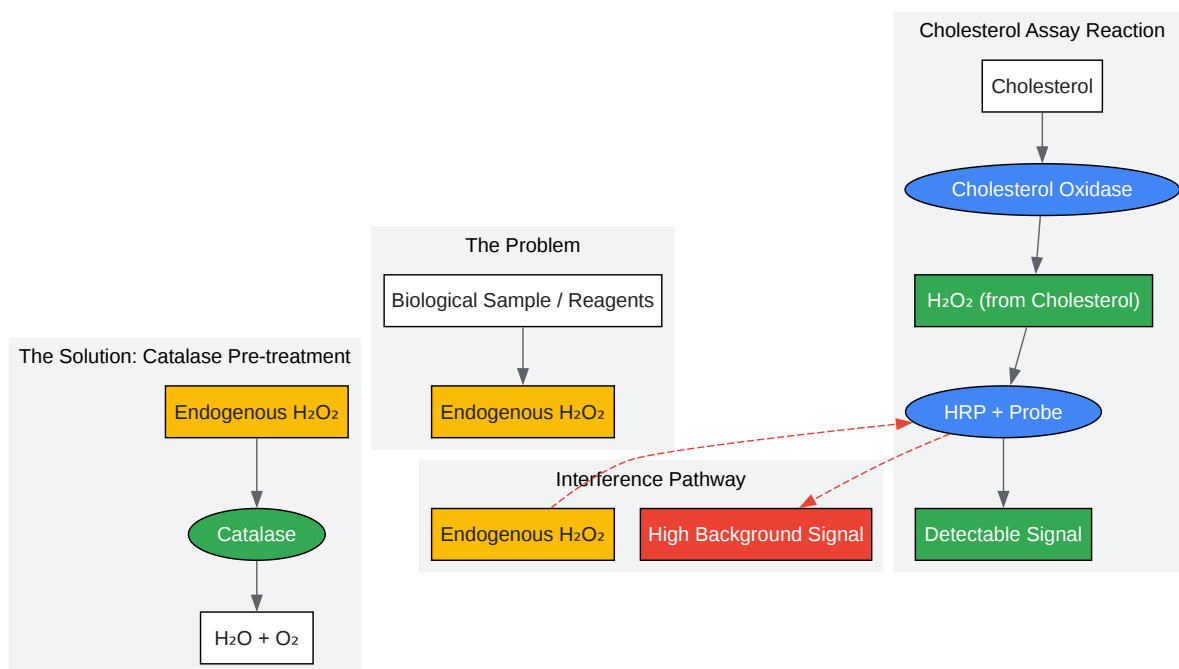 Cholesterol Assay Reaction
Cholesterol
Cholesterol Oxidase
H₂O₂ (from Cholesterol)
HRP + Probe
Detectable Signal
The Problem
Biological Sample / Reagents
Endogenous H₂O₂
Interference Pathway
Endogenous H₂O₂
High Background Signal
The Solution: Catalase Pre-treatment
Endogenous H₂O₂
Catalase
H₂O + O₂